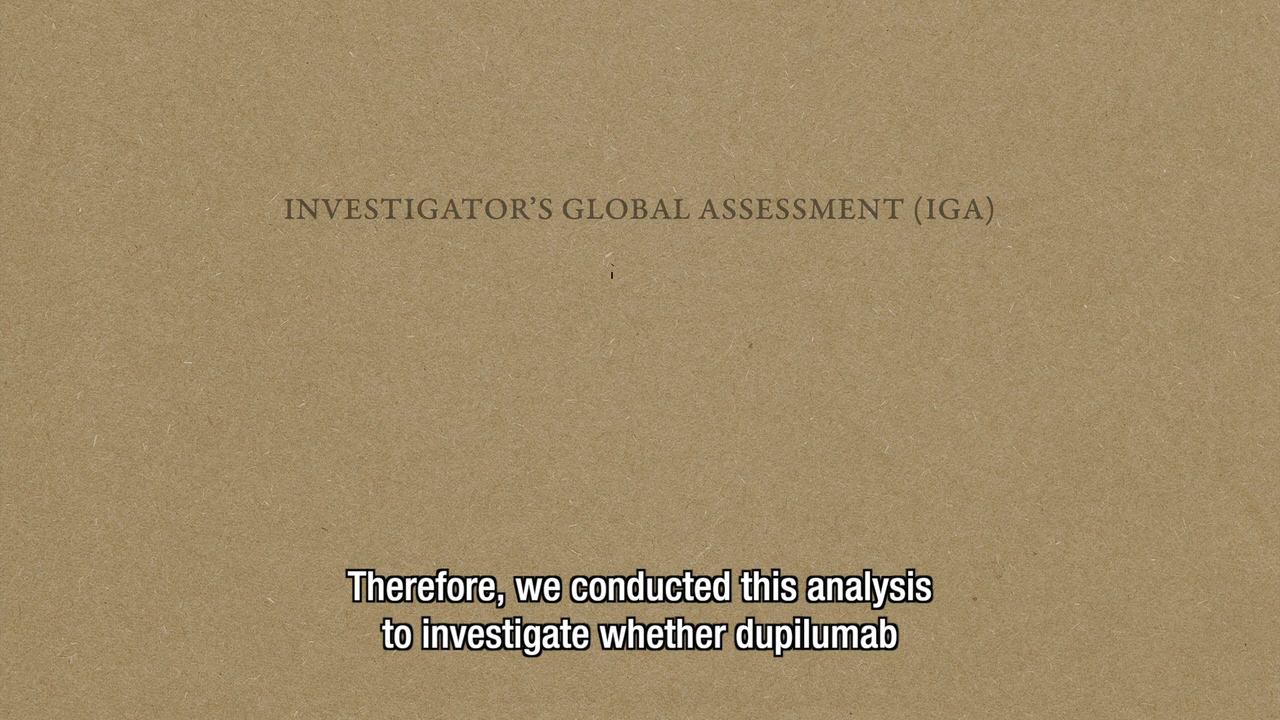 INVESTIGATOR’S GLOBAL ASSESSMENT (IGA)
Therefore, we conducted this analysis
to investigate whether dupilumab